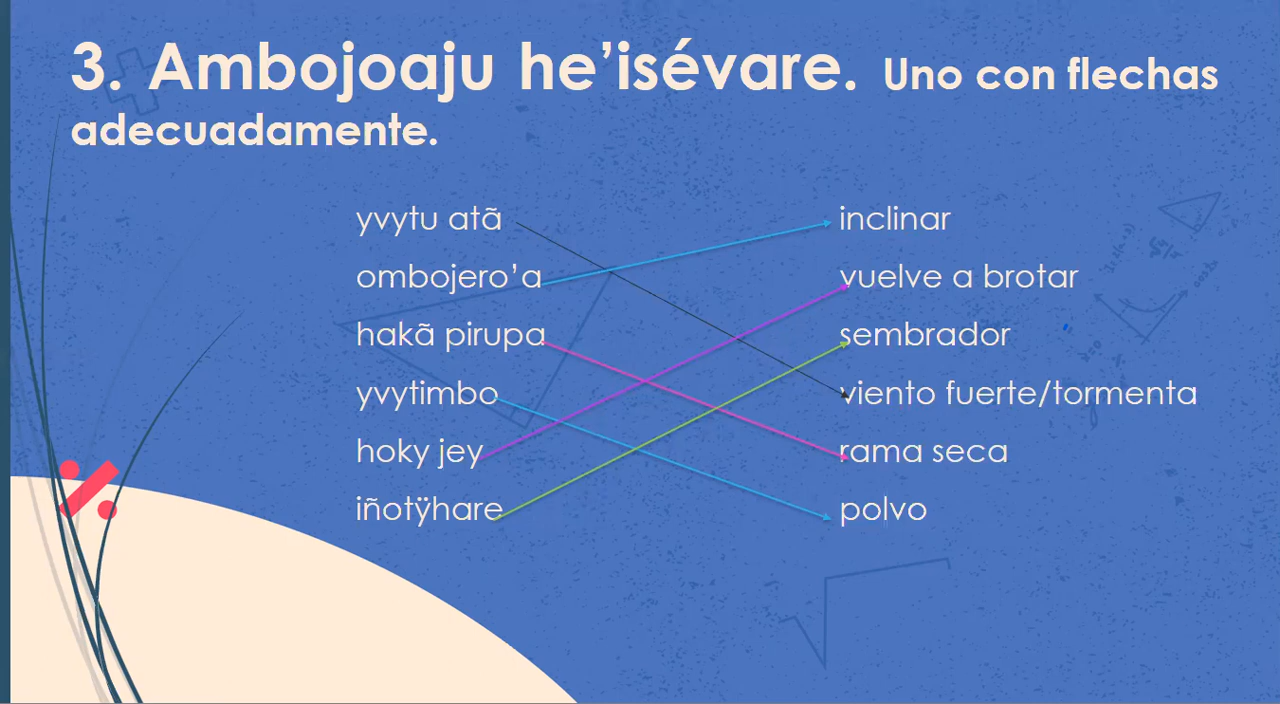 3. Ambojoaju he’isévare. Uno con flechas
adecuadamente.
yvytu atã
inclinar
ombojero’a
vuelve a brotar
hakã pirupa
sembrador
yvytimbo
viento fuerte/tormenta
hoky jey
rama seca
iñotÿhare
polvo